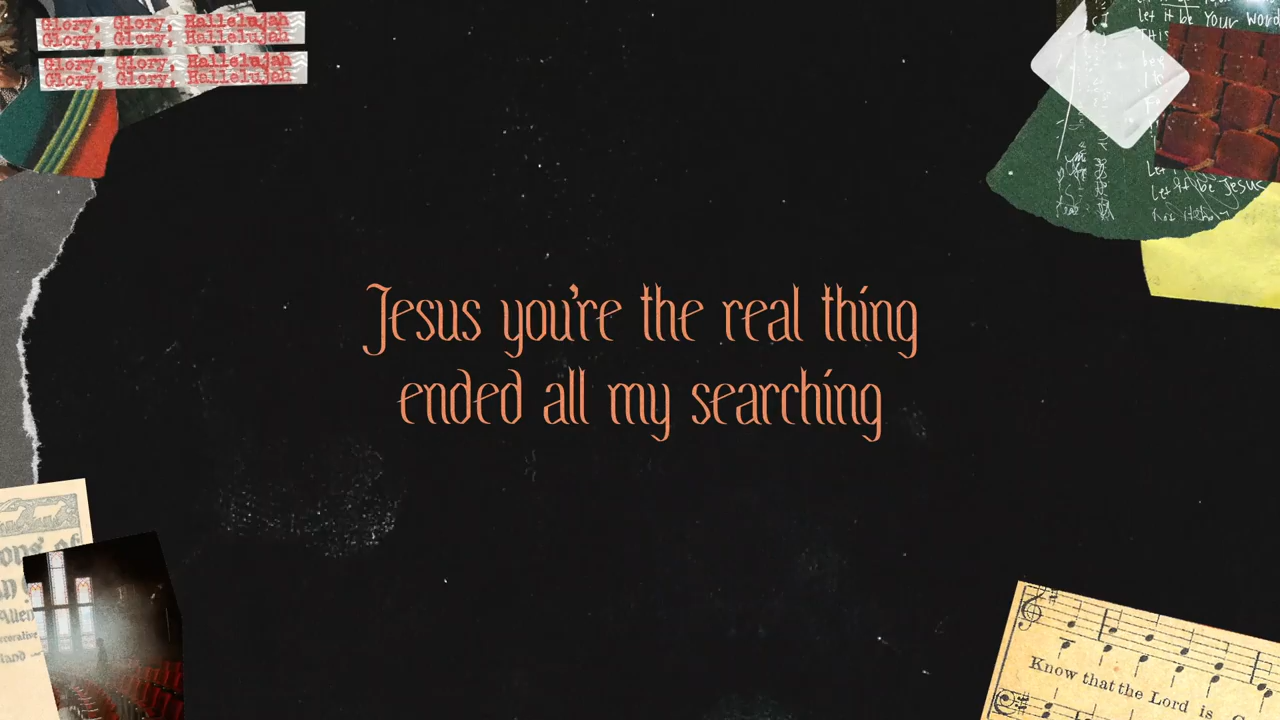 Glory, Glory, Hallelujah
Glory, Glory, Hallelujah
Glory, Glory, Hallelujah
Glory, Glory, Hallelujah
let it be Your Word
Let it be Jesus
Jesus you're the real thing
ended all my searching
Allen
Know that the Lord is